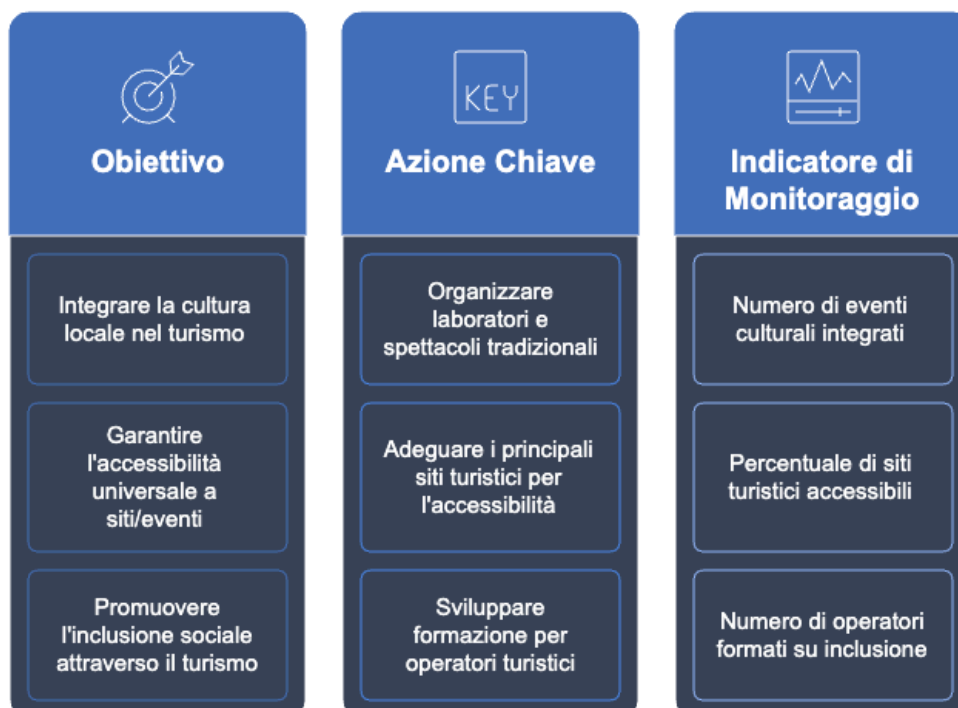 Obiettivo
Integrare la cultura
locale nel turismo
Garantire
l'accessibilità
universale a
siti/eventi
Promuovere
l'inclusione sociale
attraverso il turismo
KEY
Azione Chiave
Organizzare
laboratori e
spettacoli tradizionali
Adeguare i principali
siti turistici per
l'accessibilità
Sviluppare
formazione per
operatori turistici
Indicatore di
Monitoraggio
Numero di eventi
culturali integrati
Percentuale di siti
turistici accessibili
Numero di operatori
formati su inclusione